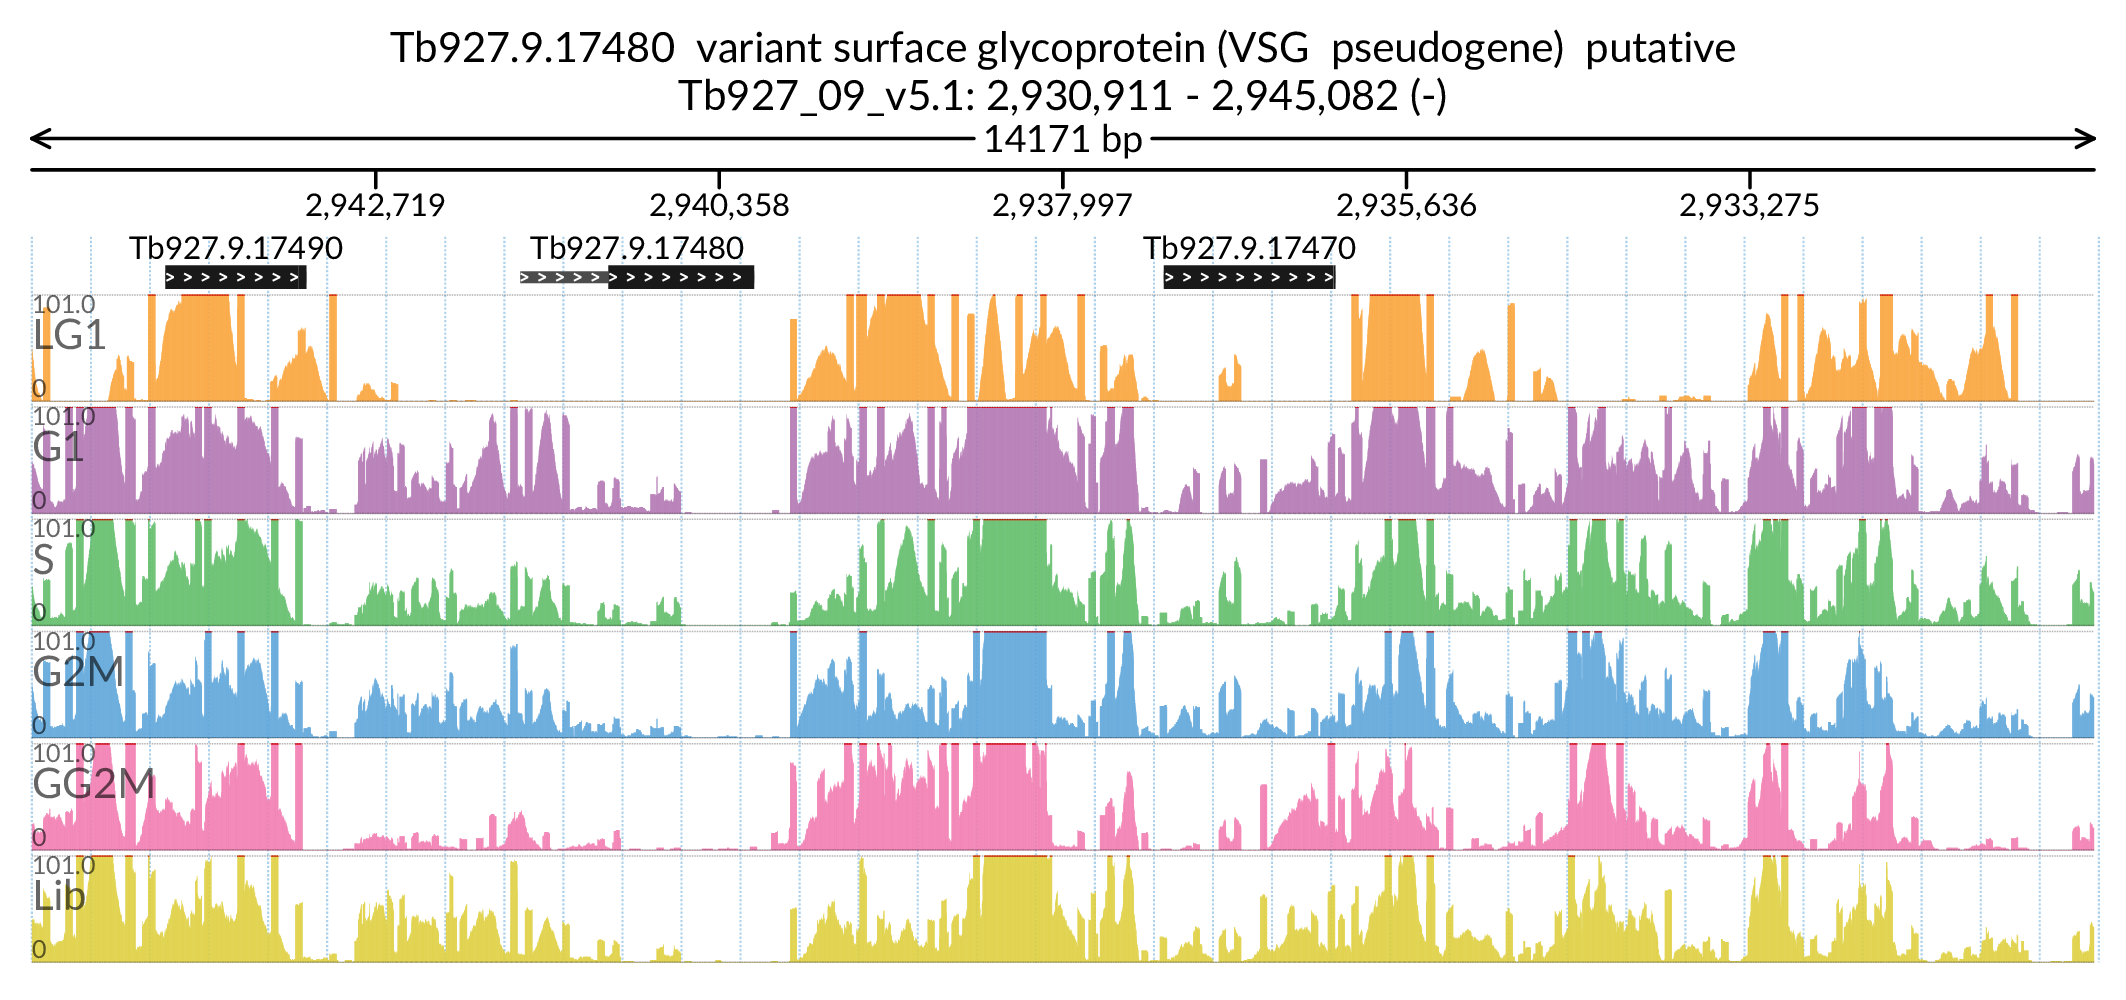 Tb927.9.17480  variant surface glycoprotein (VSG  pseudogene)  putative
Tb927_09_v5.1: 2,930,911 - 2,945,082 (-)
14171 bp
2,942,719 2,940,358 2,937,997 2,935,636 2,933,275
Tb927.9.17490 Tb927.9.17480 Tb927.9.17470
> > > > > > > > > > > > > > > > > > > > > > > > > > > > > > >
101.0
LG1
0
101.0
G1
0
101.0
S
0
101.0
G2M
0
101.0
GG2M
0
101.0
Lib
0